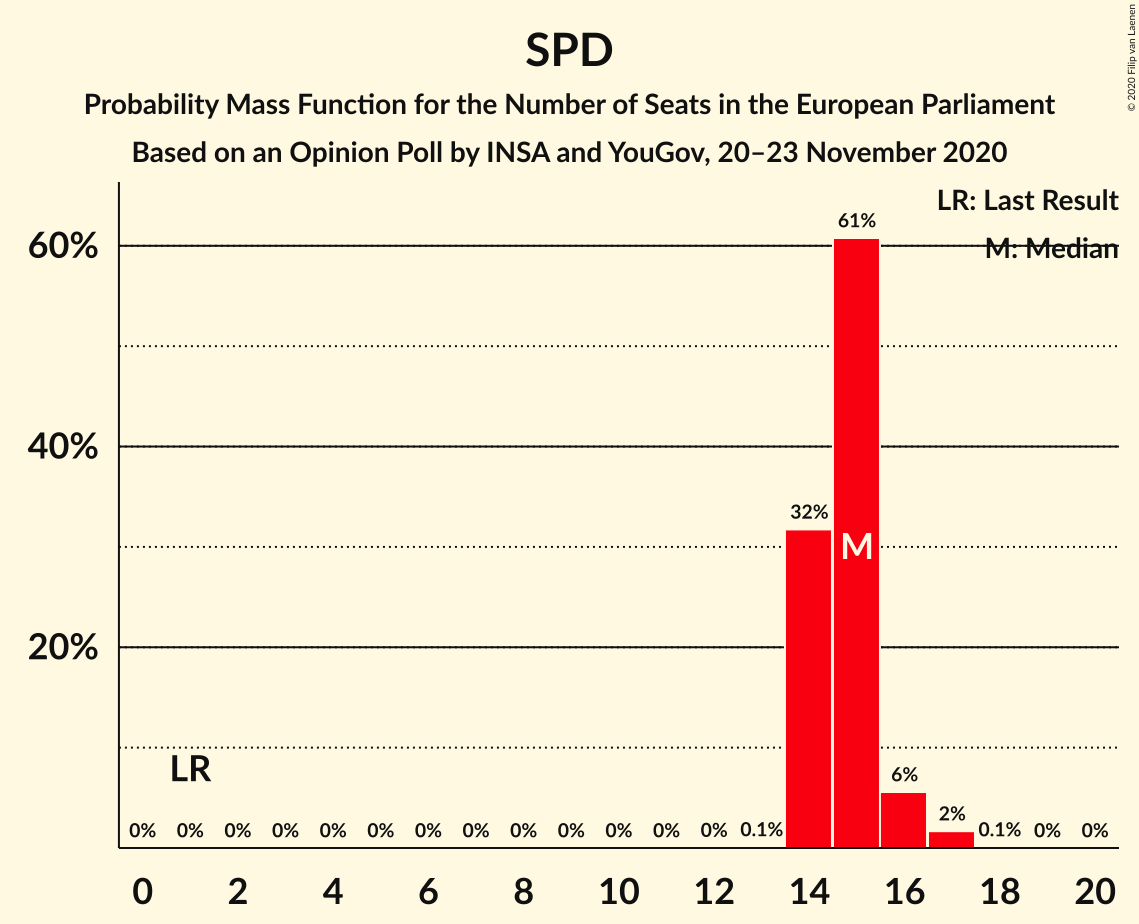 SPD
Probability Mass Function for the Number of Seats in the European Parliament
Based on an Opinion Poll by INSA and YouGov, 20–23 November 2020
© 2020 Filip van Laenen
LR: Last Result
M: Median
61%
60%
40%
32%
M
20%
LR
6%
2%
0% 0% 0% 0% 0% 0% 0% 0% 0% 0% 0% 0% 0% 0.1% 0.1% 0% 0%
0 2 4 6 8 10 12 14 16 18 20